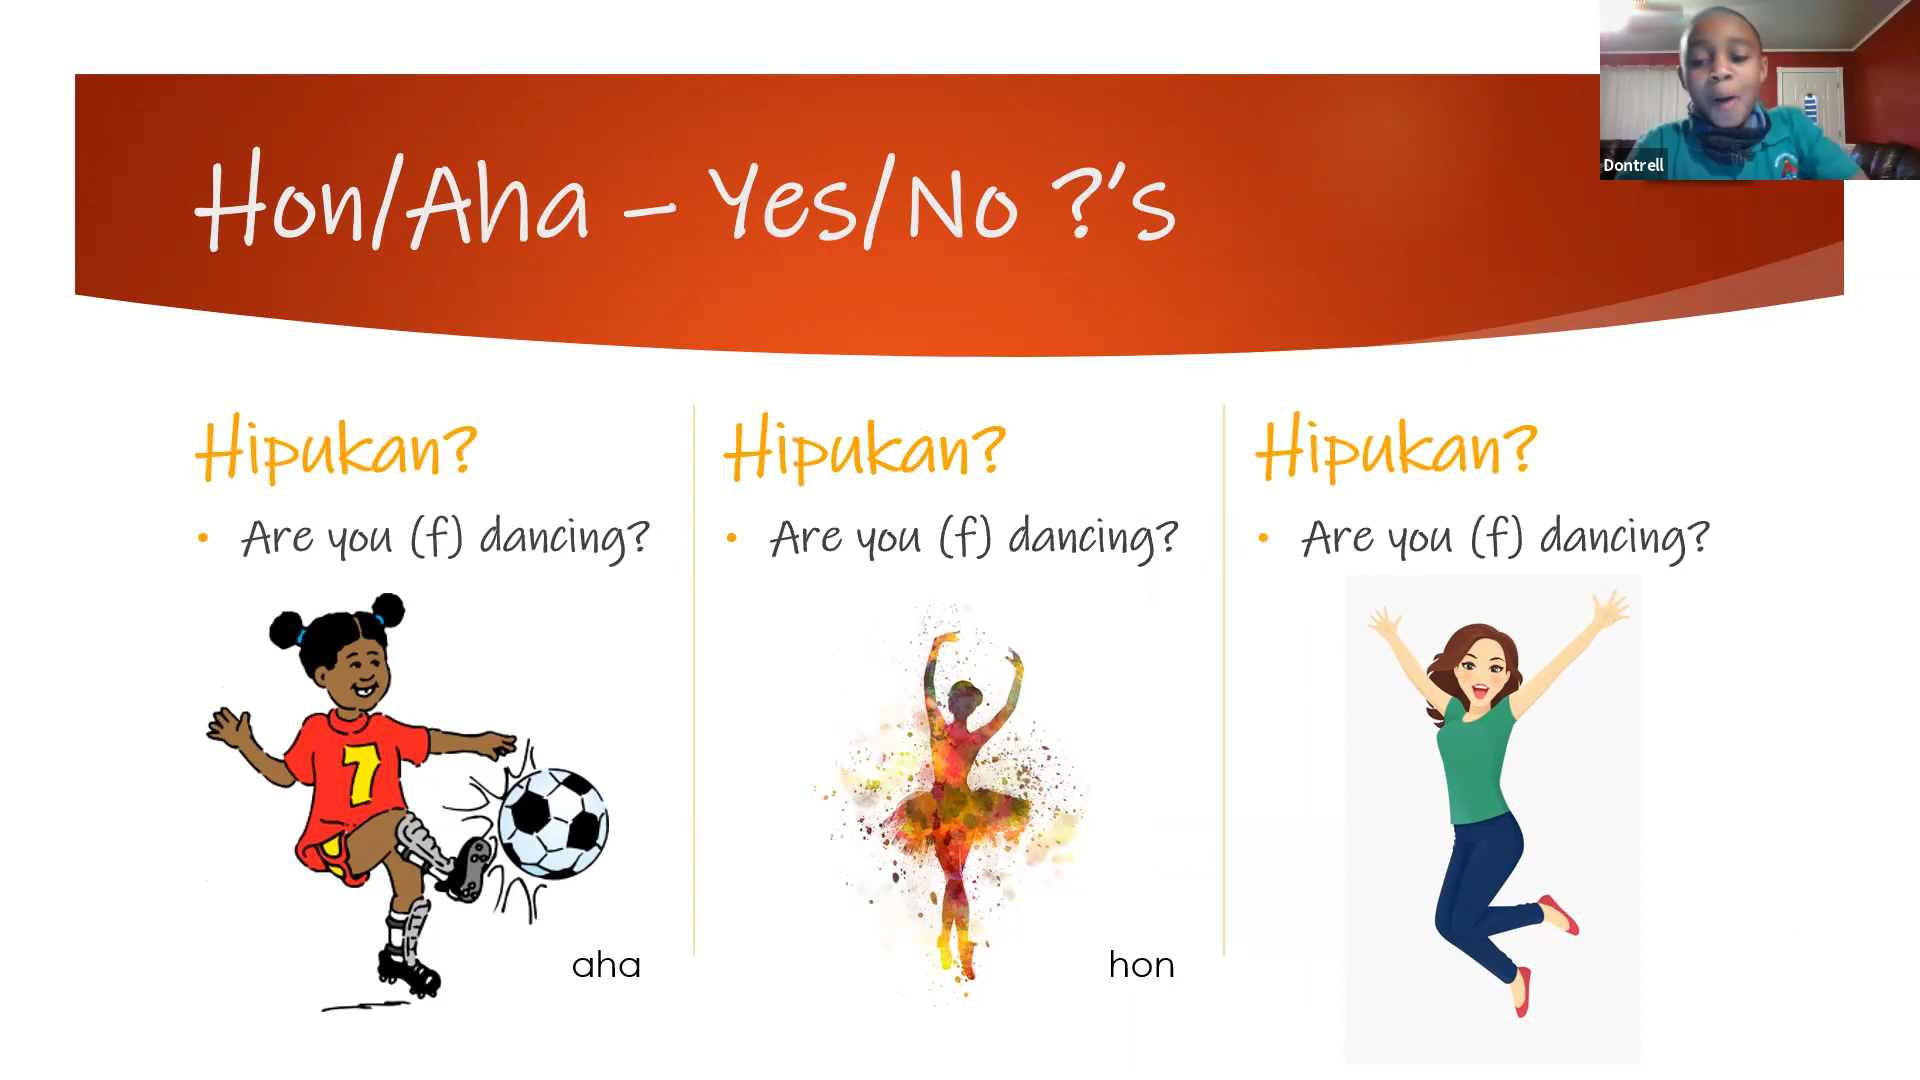 Hon/Aha – Yes/No ?'s
Dontrell
Hipukan?
• Are you (f) dancing?
7
aha
Hipukan?
• Are you (f) dancing?
hon
Hipukan?
• Are you (f) dancing?